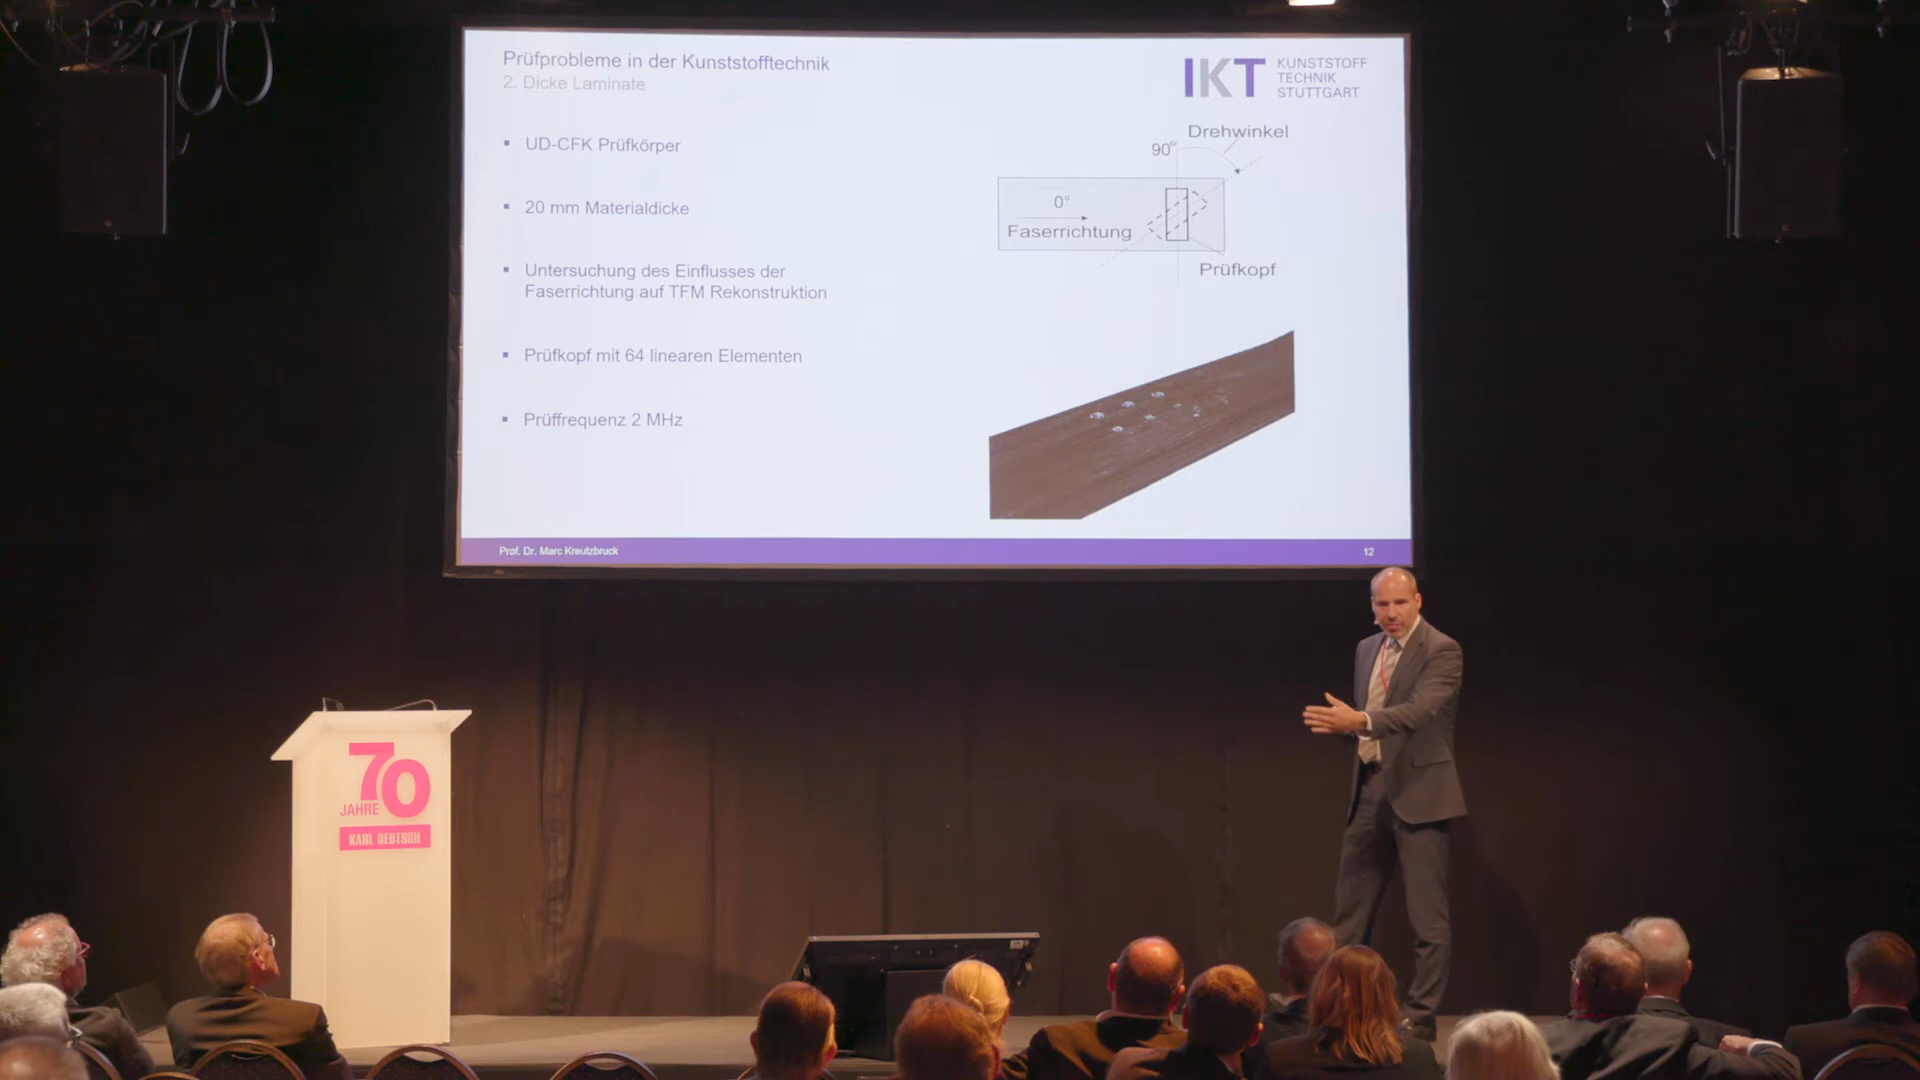 Prüfprobleme in der Kunststofftechnik
2. Dicke Laminate
IKT
KUNSTSTOFF
TECHNIK
STUTTGART
UD-CFK Prüfkörper
20 mm Materialdicke
Untersuchung des Einflusses der
Faserrichtung auf TFM Rekonstruktion
Prüfkopf mit 64 linearen Elementen
Prüffrequenz 2 MHz
Drehwinkel
90°
0°
Faserrichtung
Prüfkopf
Prof. Dr. Marc Kreutzbruck
12
70
JAHRE
KARL DEUTSCH